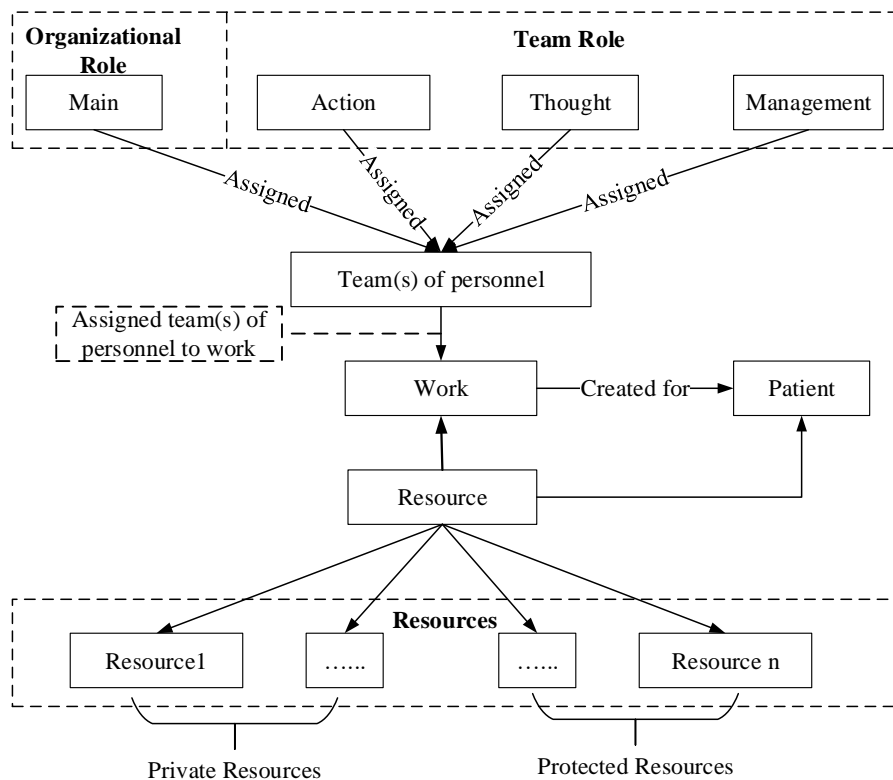 Organizational
Role
Team Role
Main
Action
Thought
Management
Assigned
Assigned
Assigned
Assigned
Team(s) of personnel
Assigned team(s) of
personnel to work
Work
Created for
Patient
Resource
Resources
Resource1
…...
…...
Resource n
Private Resources
Protected Resources